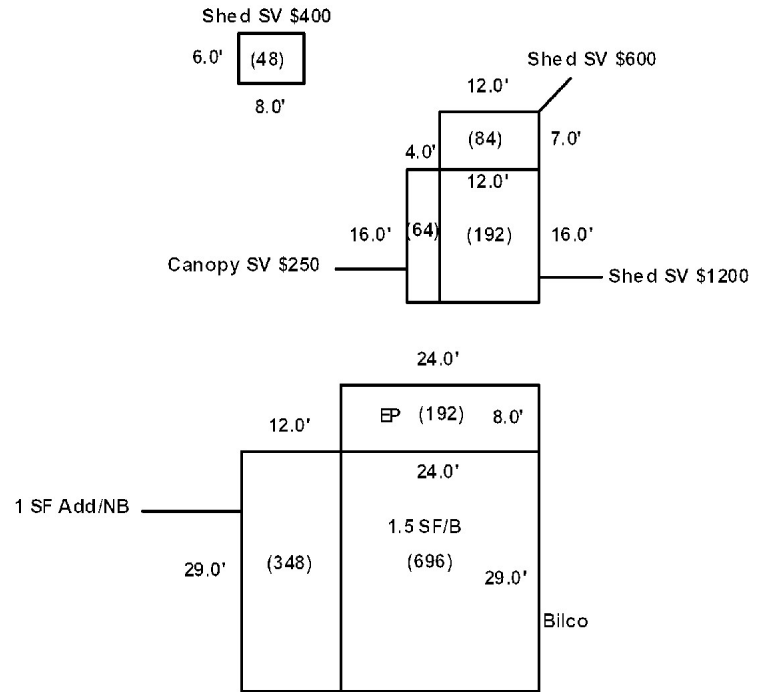 Shed SV $400
6.0'
(48)
8.0'
Shed SV $600
12.0'
(84)
7.0'
4.0'
12.0'
16.0'
(64)
(192)
16.0'
Canopy SV $250
Shed SV $1200
24.0'
EP (192) 8.0'
12.0'
24.0'
1 SF Add/NB
1.5 SF/B
29.0'
(348)
(696)
29.0'
Bilco